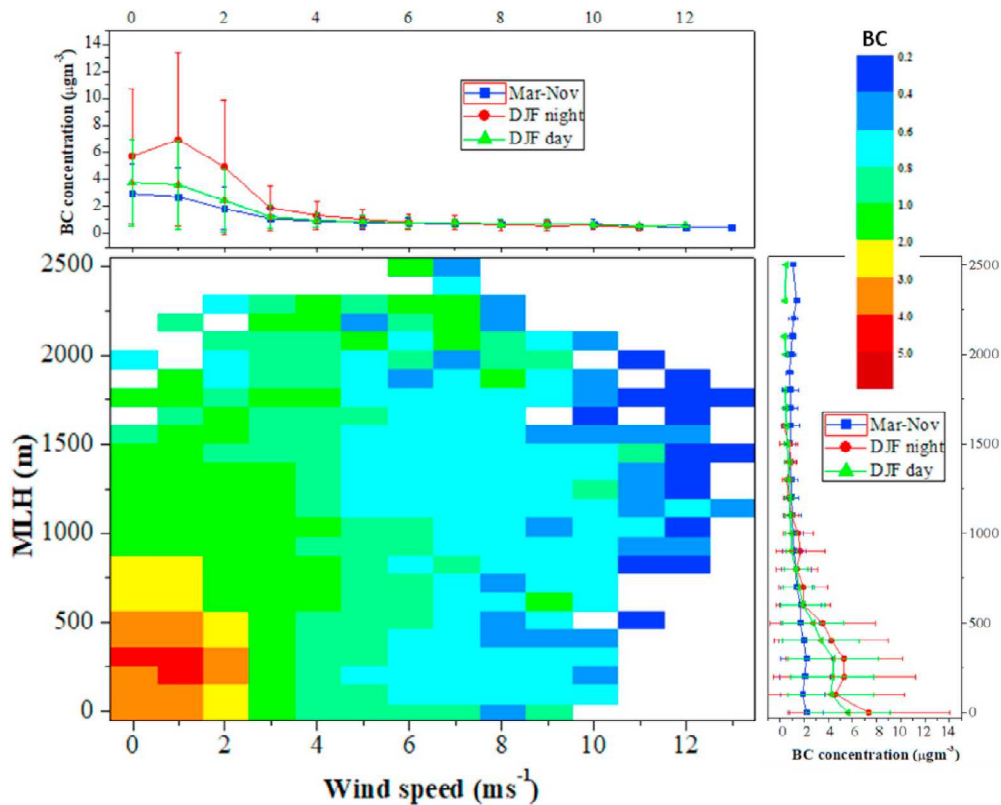 0 2 4 6 8 10 12
14
12
10
8
6
4
2
0
BC concentration (μgm-3)
Mar-Nov
DJF night
DJF day
BC
0.2
0.4
0.6
0.8
1.0
2.0
3.0
4.0
5.0
2500
2000
1500
1000
500
0
MLH (m)
0 2 4 6 8 10 12
Wind speed (ms-1)
2500
2000
1500
1000
500
0
Mar-Nov
DJF night
DJF day
0 2 4 6 8 10 12 14
BC concentration (μgm-3)